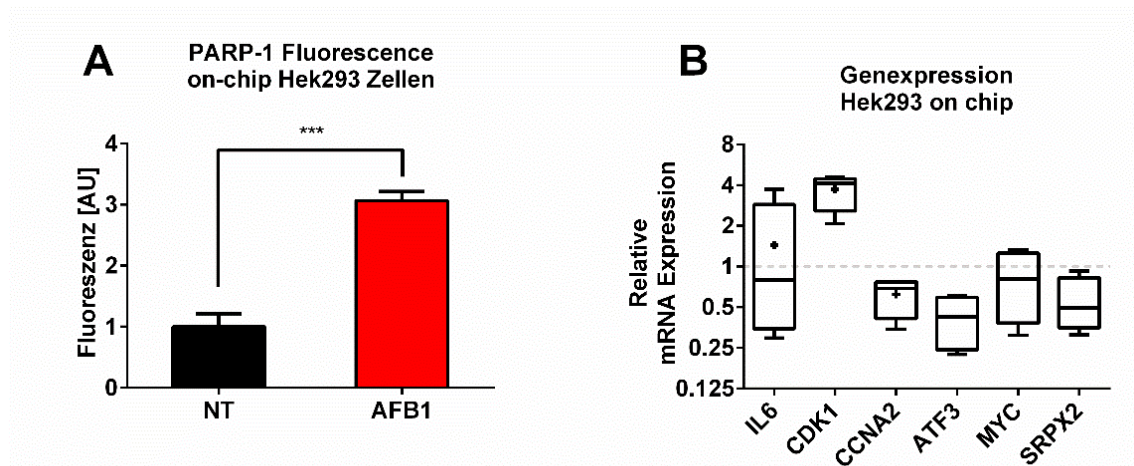 A
PARP-1 Fluorescence
on-chip Hek293 Zellen
***
Fluoreszenz [AU]
4
3
2
1
0
NT
AFB1
B
Genexpression
Hek293 on chip
Relative
mRNA Expression
8
4
2
1
0.5
0.25
0.125
IL6
CDK1
CCNA2
ATF3
MYC
SRPX2